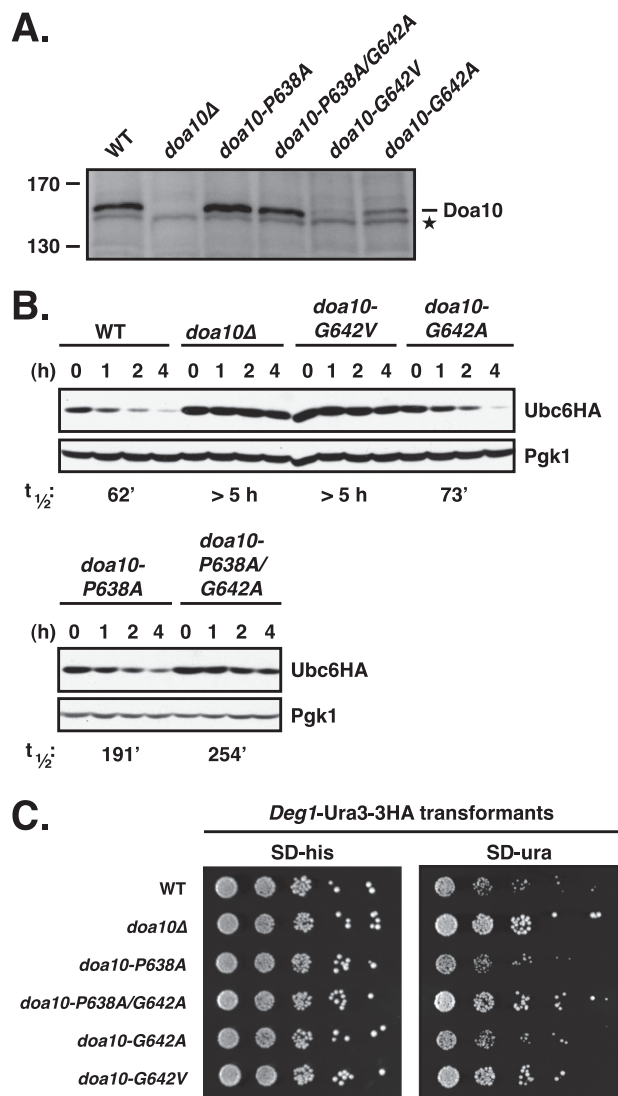 A.
WT
doa10Δ
doa10-P638A
doa10-P638A/G642A
doa10-G642V
doa10-G642A
170
Doa10
★
130
B.
WT
doa10Δ
doa10-
G642V
doa10-
G642A
(h) 0 1 2 4 0 1 2 4 0 1 2 4 0 1 2 4
Ubc6HA
Pgk1
t½: 62' > 5 h > 5 h 73'
doa10-
P638A
doa10-
P638A/
G642A
(h) 0 1 2 4 0 1 2 4
Ubc6HA
Pgk1
t½: 191' 254'
C.
Deg1-Ura3-3HA transformants
SD-his SD-ura
WT
doa10Δ
doa10-P638A
doa10-P638A/G642A
doa10-G642A
doa10-G642V